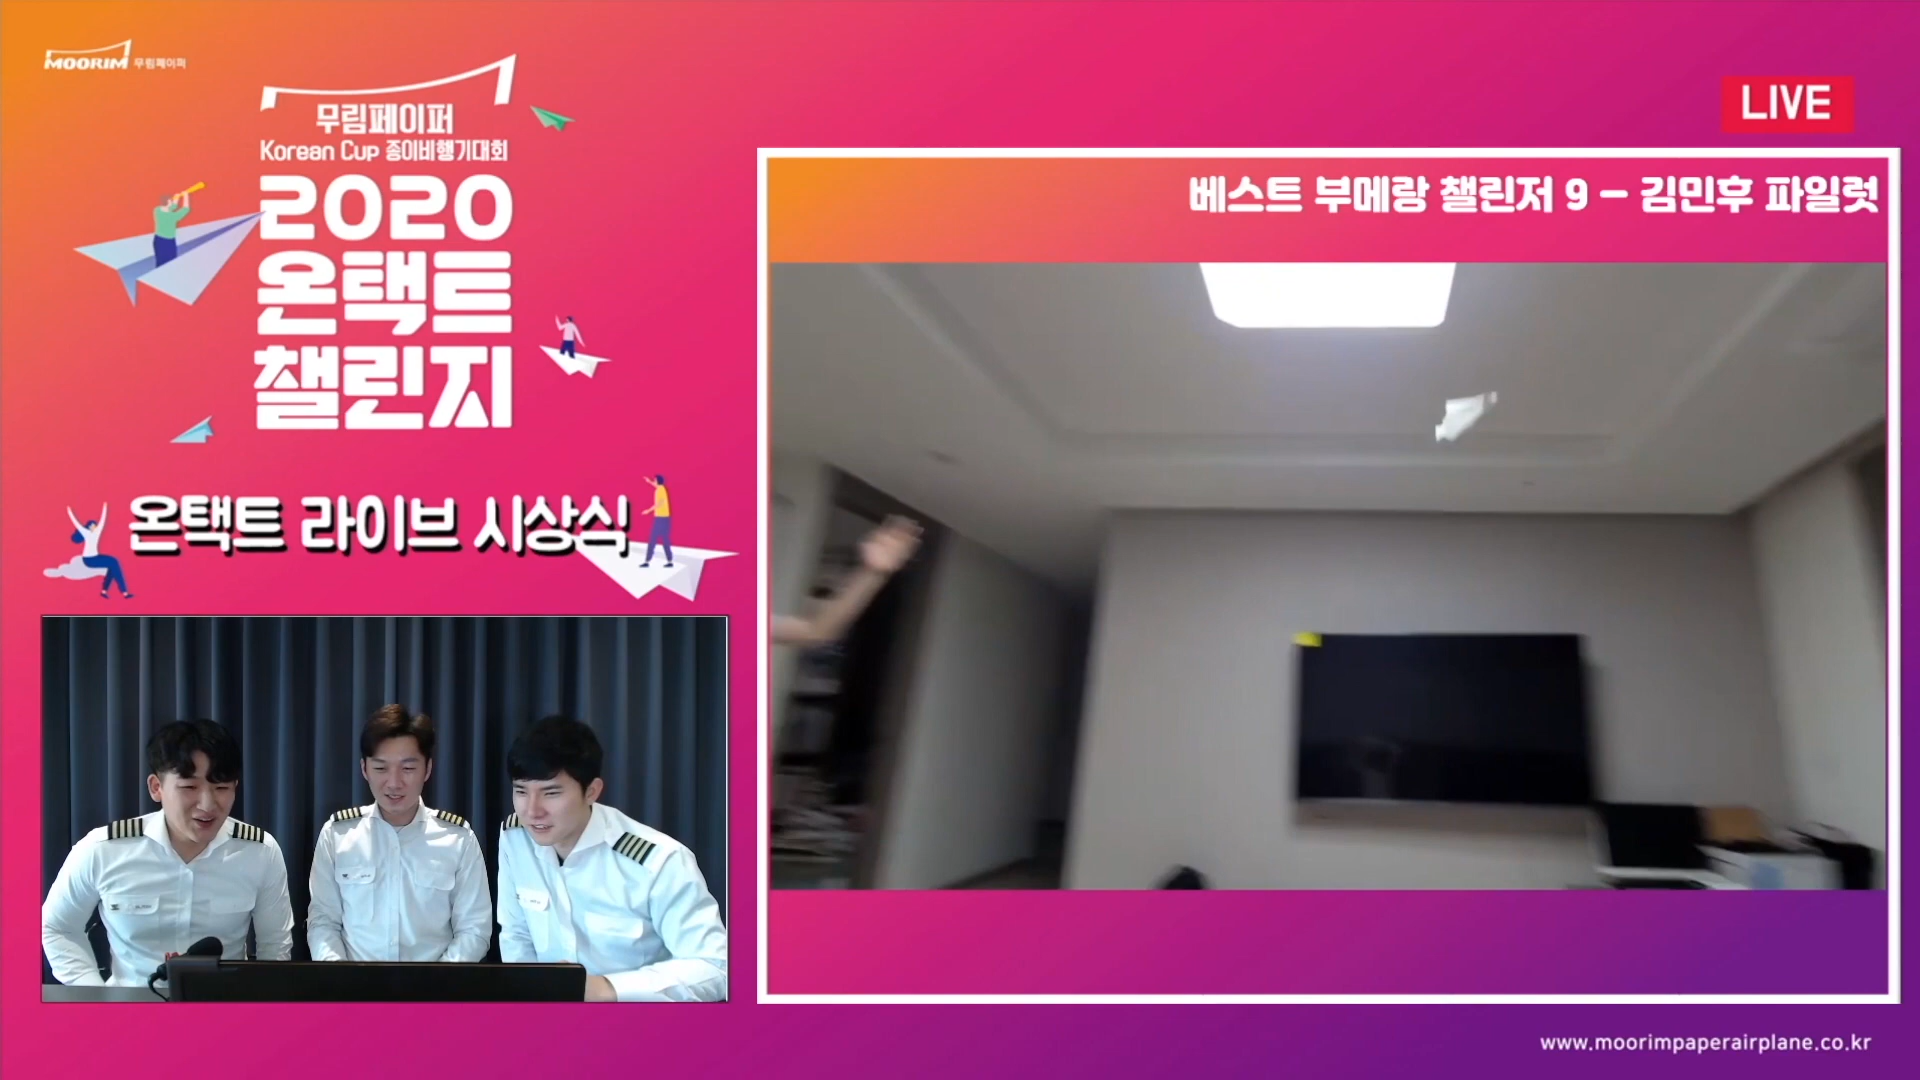 MOORIM 무림페이퍼
무림페이퍼
Korean Cup 종이비행기대회
2020
온택트
챌린지
온택트 라이브 시상식
LIVE
베스트 부메랑 챌린저 9 – 김민후 파일럿
www.moorimpaperairplane.co.kr